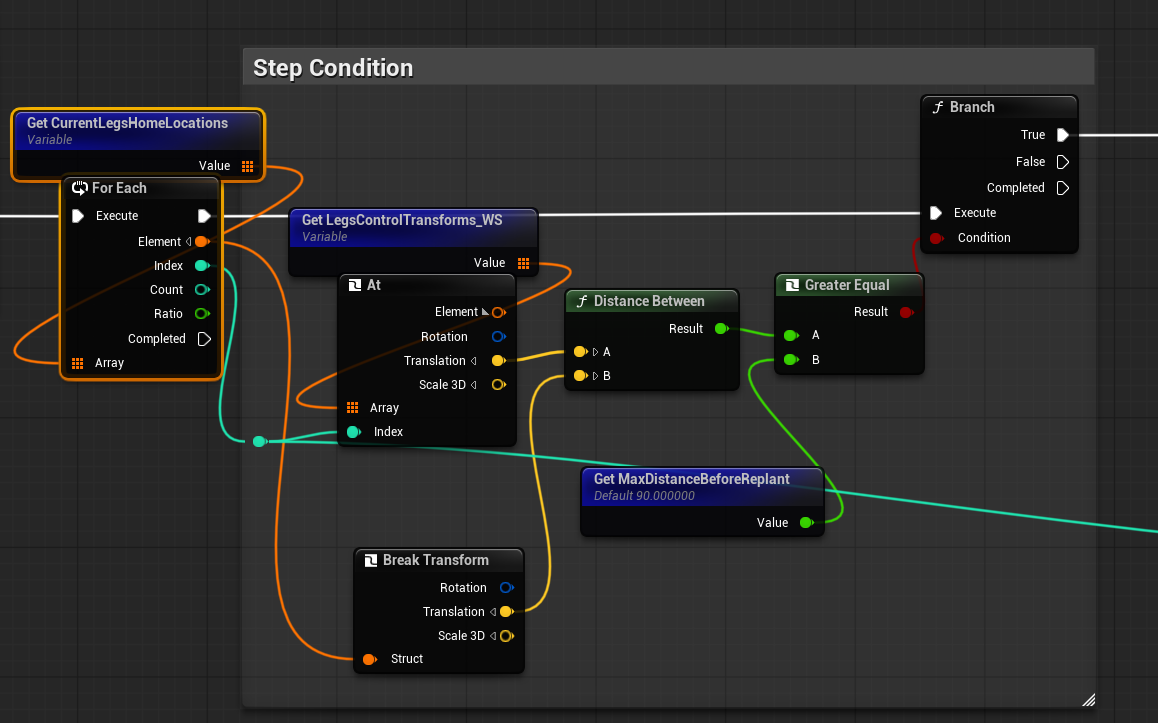 Step Condition
Get CurrentLegsHomeLocations
Variable
Value
For Each
Execute
Element
Index
Count
Ratio
Completed
Array
Get LegsControlTransforms_WS
Variable
Value
At
Element
Rotation
Translation
Scale 3D
Array
Index
Distance Between
Result
A
B
Greater Equal
Result
A
B
Branch
True
False
Completed
Execute
Condition
Get MaxDistanceBeforeReplant
Default 90.000000
Value
Break Transform
Rotation
Translation
Scale 3D
Struct